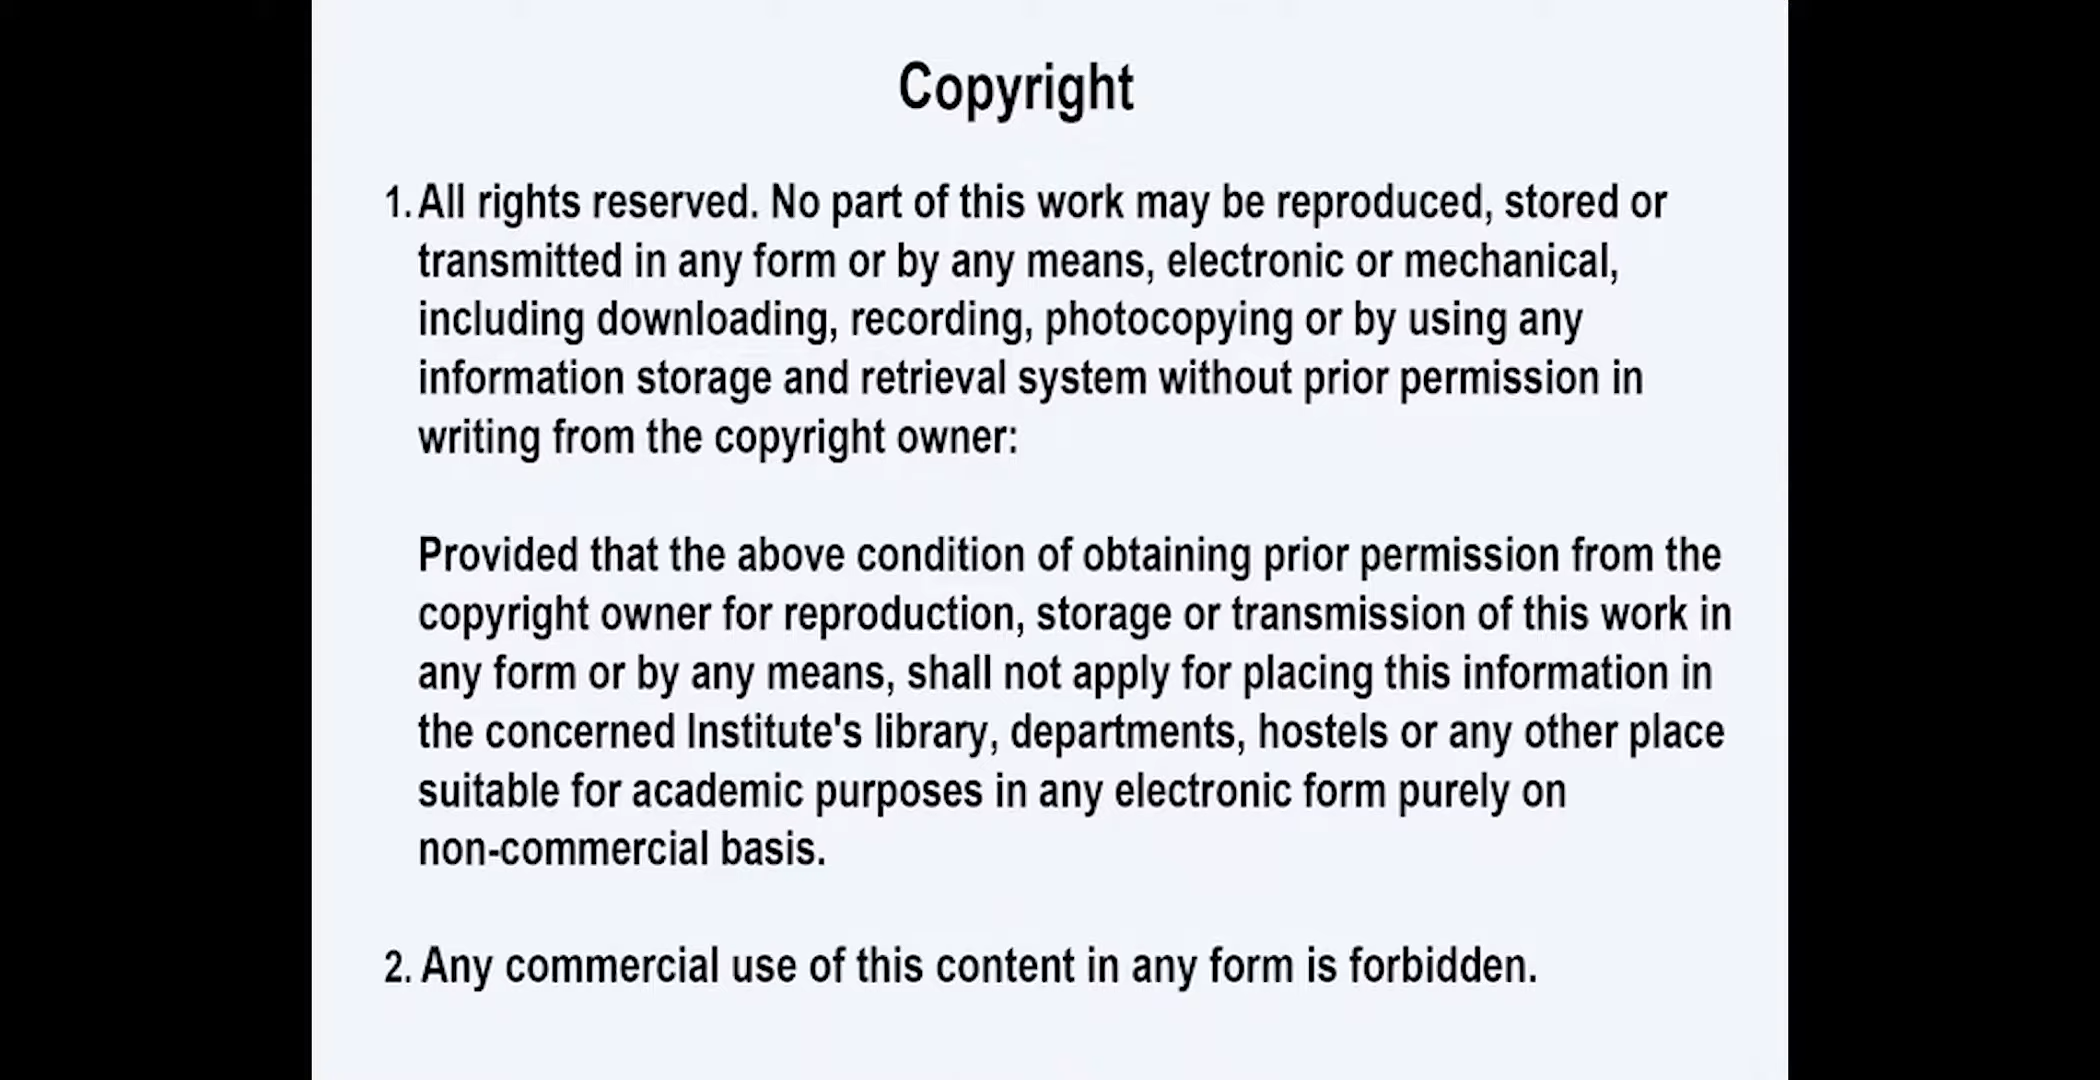 Copyright
1. All rights reserved. No part of this work may be reproduced, stored or
transmitted in any form or by any means, electronic or mechanical,
including downloading, recording, photocopying or by using any
information storage and retrieval system without prior permission in
writing from the copyright owner:
Provided that the above condition of obtaining prior permission from the
copyright owner for reproduction, storage or transmission of this work in
any form or by any means, shall not apply for placing this information in
the concerned Institute's library, departments, hostels or any other place
suitable for academic purposes in any electronic form purely on
non-commercial basis.
2. Any commercial use of this content in any form is forbidden.